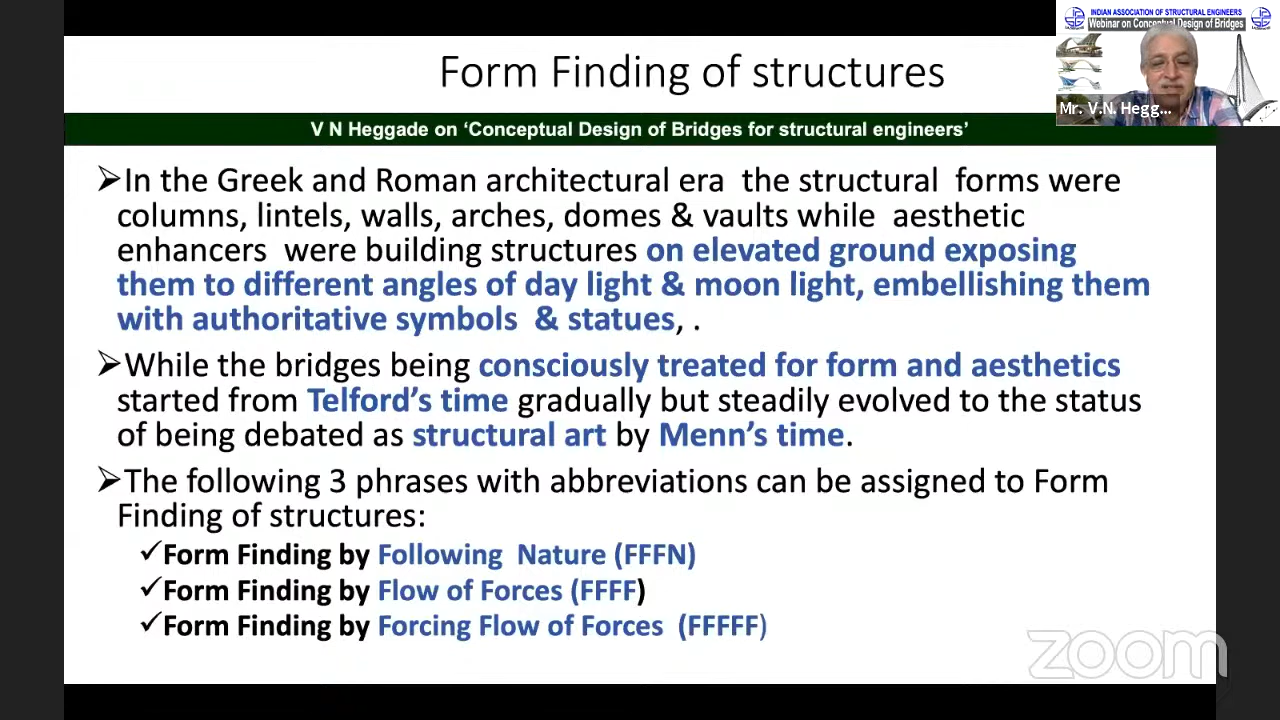 Form Finding of structures
INDIAN ASSOCIATION OF STRUCTURAL ENGINEERS
Webinar on Conceptual Design of Bridges
Mr. V.N. Hegg...
V N Heggade on ‘Conceptual Design of Bridges for structural engineers’
➢In the Greek and Roman architectural era the structural forms were
columns, lintels, walls, arches, domes & vaults while aesthetic
enhancers were building structures on elevated ground exposing
them to different angles of day light & moon light, embellishing them
with authoritative symbols & statues, .
➢While the bridges being consciously treated for form and aesthetics
started from Telford’s time gradually but steadily evolved to the status
of being debated as structural art by Menn’s time.
➢The following 3 phrases with abbreviations can be assigned to Form
Finding of structures:
✓Form Finding by Following Nature (FFFN)
✓Form Finding by Flow of Forces (FFFF)
✓Form Finding by Forcing Flow of Forces (FFFFF)
zoom